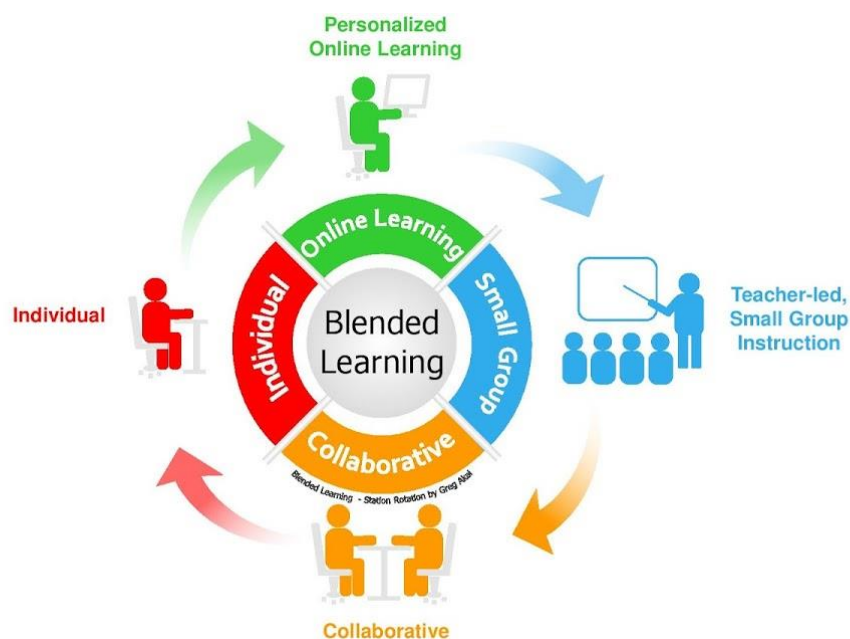 Personalized
Online Learning
Online Learning
Individual
Individual
Blended
Learning
Small Group
Teacher-led,
Small Group
Instruction
Collaborative
Blended Learning - Station Rotation by Greg
Collaborative